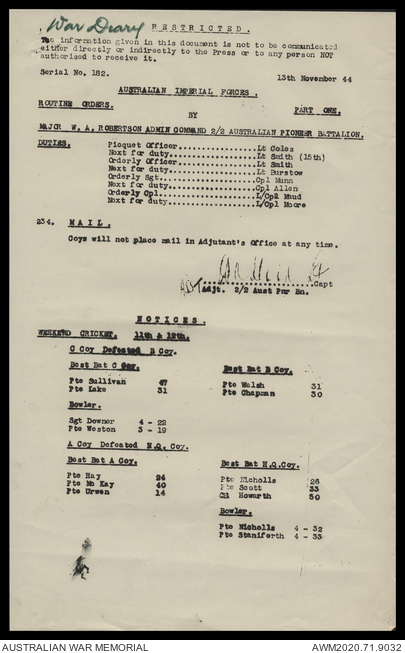 War Diary
RESTRICTED.
The information given in this document is not to be communicated
either directly or indirectly to the Press or to any person NOT
authorised to receive it.
Serial No. 182.
13th November 44
AUSTRALIAN IMPERIAL FORCES.
ROUTINE ORDERS. PART ONE.
BY
MAJOR W. A. ROBERTSON ADMIN COMMAND 2/2 AUSTRALIAN PIONEER BATTALION.
DUTIES. Picquet Officer..................Lt Coles
Next for duty....................Lt Smith (15th)
Orderly Officer..................Lt Smith
Next for duty....................Lt Burstow
Orderly Sgt......................Cpl Munn
Next for duty....................Cpl Allen
Orderly Cpl......................L/Cpl Mhud
Next for duty....................L/Cpl Moore
234. MAIL.
Coys will not place mail in Adjutant's Office at any time.
..............................Capt
Adjt. 2/2 Aust Pnr Bn.
NOTICES.
WEEKEND CRICKET. 11th & 12th.
C Coy Defeated B Coy.
Best Bat C Coy. Best Bat B Coy.
Pte Sullivan 47 Pte Walsh 31
Pte Lake 31 Pte Chapman 30
Bowler.
Sgt Downer 4 - 22
Pte Weston 3 - 19
A Coy Defeated H.Q. Coy.
Best Bat A Coy. Best Bat H.Q.Coy.
Pte Hay 24 Pte Nicholls 26
Pte Mc Kay 40 Pte Scott 33
Pte Urwen 14 Howarth 50
Bowler.
Pte Nicholls 4 - 32
Pte Staniforth 4 - 33
AUSTRALIAN WAR MEMORIAL AWM2020.71.9032